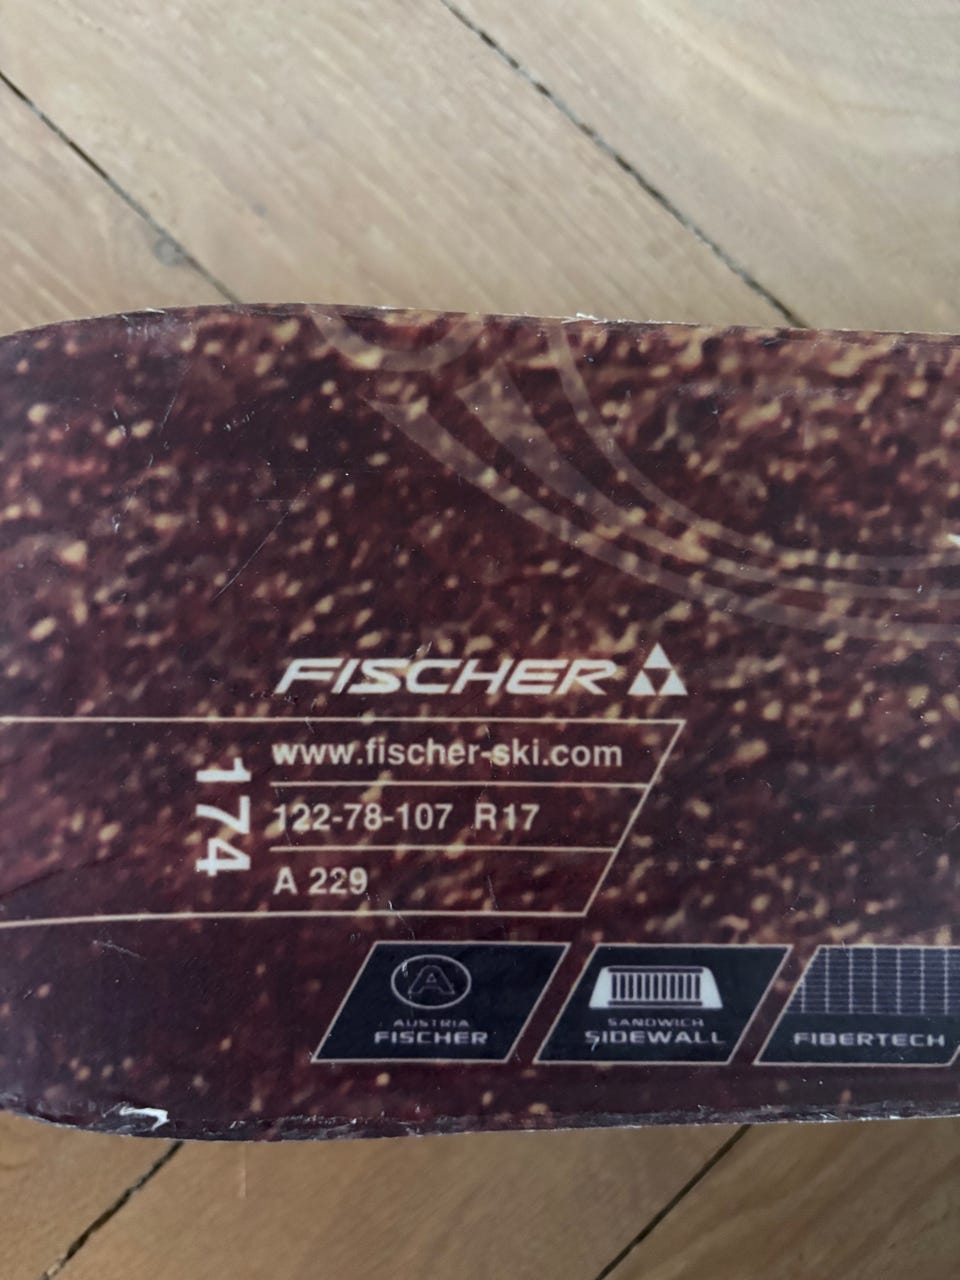 FISCHER
www.fischer-ski.com
174
122-78-107 R17
A 229
A
AUSTRIA
FISCHER
SANDWICH
SIDEWALL
FIBERTECH